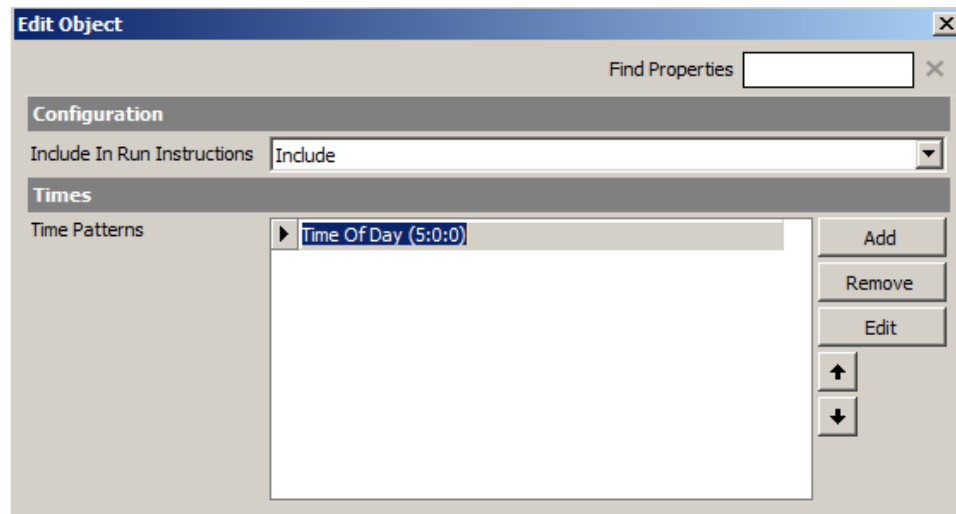 Edit Object
Find Properties
Configuration
Include In Run Instructions Include
Times
Time Patterns Time Of Day (5:0:0) Add
Remove
Edit